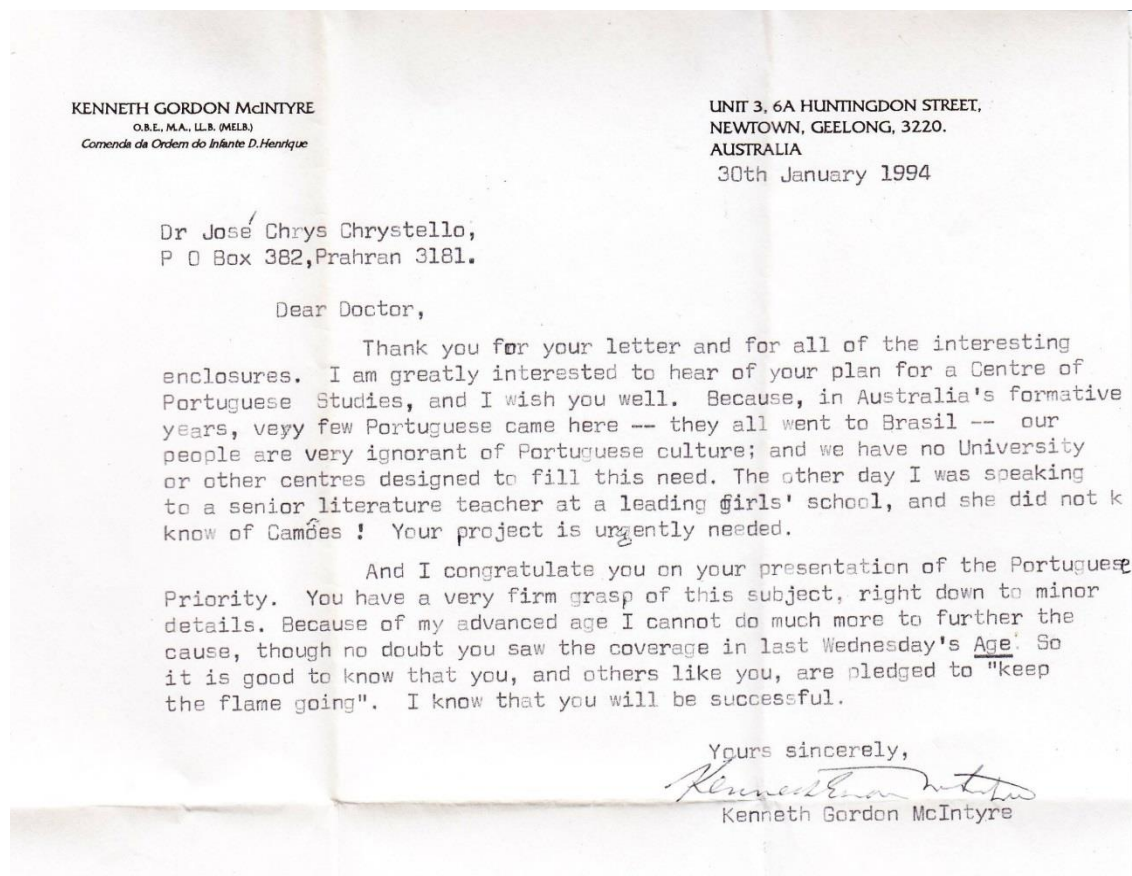 KENNETH GORDON McINTYRE
O.B.E., M.A., LL.B. (MELB.)
Comenda da Ordem do Infante D.Henrique
UNIT 3, 6A HUNTINGDON STREET,
NEWTOWN, GEELONG, 3220.
AUSTRALIA
30th January 1994
Dr José Chrys Chrystello,
P O Box 382,Prahran 3181.
Dear Doctor,
Thank you for your letter and for all of the interesting
enclosures. I am greatly interested to hear of your plan for a Centre of
Portuguese Studies, and I wish you well. Because, in Australia's formative
years, veyy few Portuguese came here -- they all went to Brasil -- our
people are very ignorant of Portuguese culture; and we have no University
or other centres designed to fill this need. The other day I was speaking
to a senior literature teacher at a leading girls' school, and she did not k
know of Camões ! Your project is urgently needed.
And I congratulate you on your presentation of the Portuguese
Priority. You have a very firm grasp of this subject, right down to minor
details. Because of my advanced age I cannot do much more to further the
cause, though no doubt you saw the coverage in last Wednesday's Age. So
it is good to know that you, and others like you, are pledged to "keep
the flame going". I know that you will be successful.
Yours sincerely,
Kenneth Gordon McIntyre